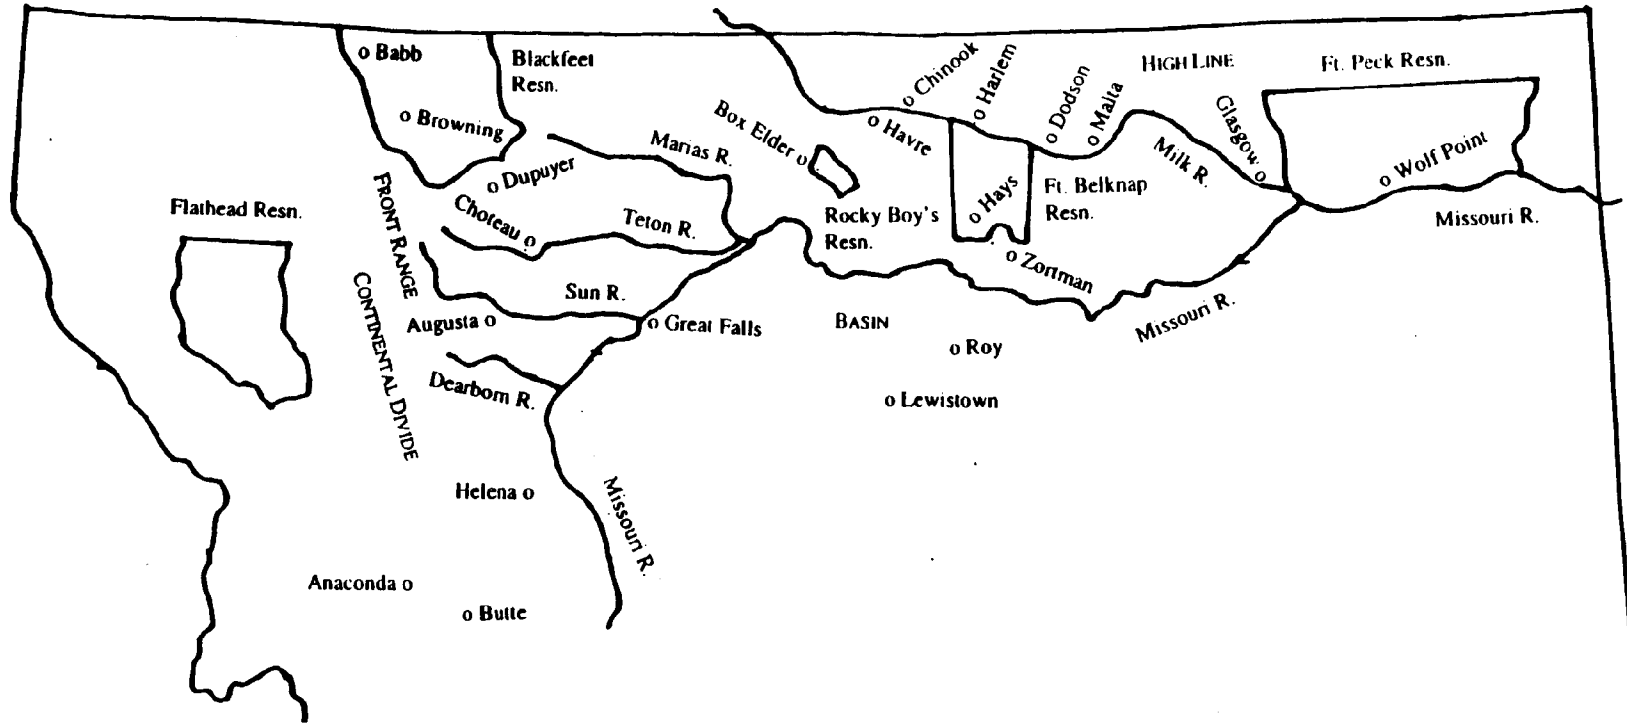 Babb
Blackfeet
Resn.
Browning
Dupuyer
Marias R.
Box Elder
Chinook
Harlem
Havre
Dodson
Malta
HIGH LINE
Ft. Peck Resn.
Glasgow
Milk R.
Wolf Point
Missouri R.
Hays
Ft. Belknap
Resn.
Rocky Boy's
Resn.
Zortman
Missouri R.
Flathead Resn.
FRONT RANGE
CONTINENTAL DIVIDE
Choteau
Teton R.
Sun R.
Augusta
Great Falls
BASIN
Roy
Lewistown
Dearborn R.
Helena
Missouri R.
Anaconda
Butte